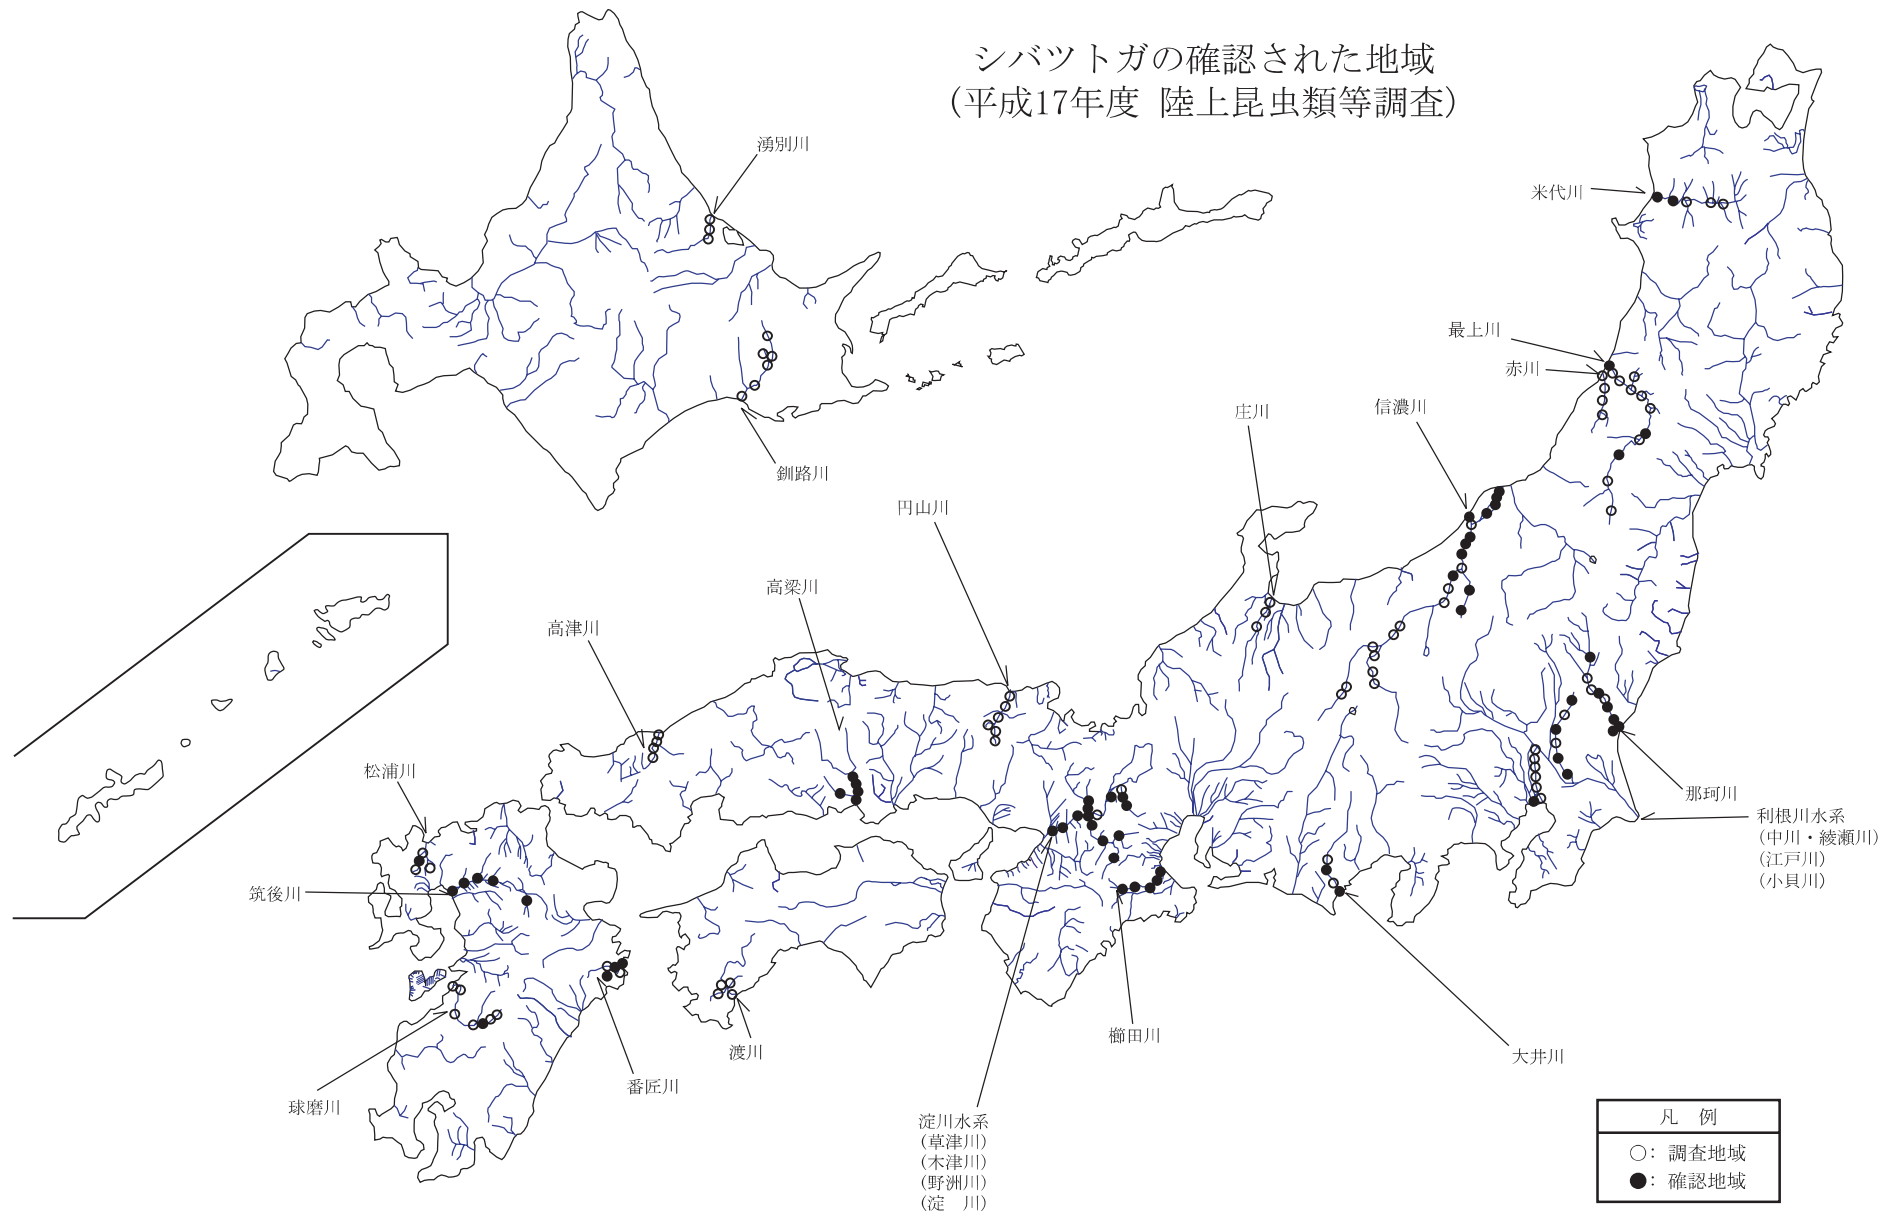 シバツトガの確認された地域
(平成17年度 陸上昆虫類等調査)
湧別川
米代川
最上川
赤川
庄川
信濃川
釧路川
円山川
高梁川
高津川
松浦川
筑後川
那珂川
利根川水系
(中川・綾瀬川)
(江戸川)
(小貝川)
櫛田川
大井川
渡川
番匠川
球磨川
淀川水系
(草津川)
(木津川)
(野洲川)
(淀　川)
凡　例
○： 調査地域
●： 確認地域